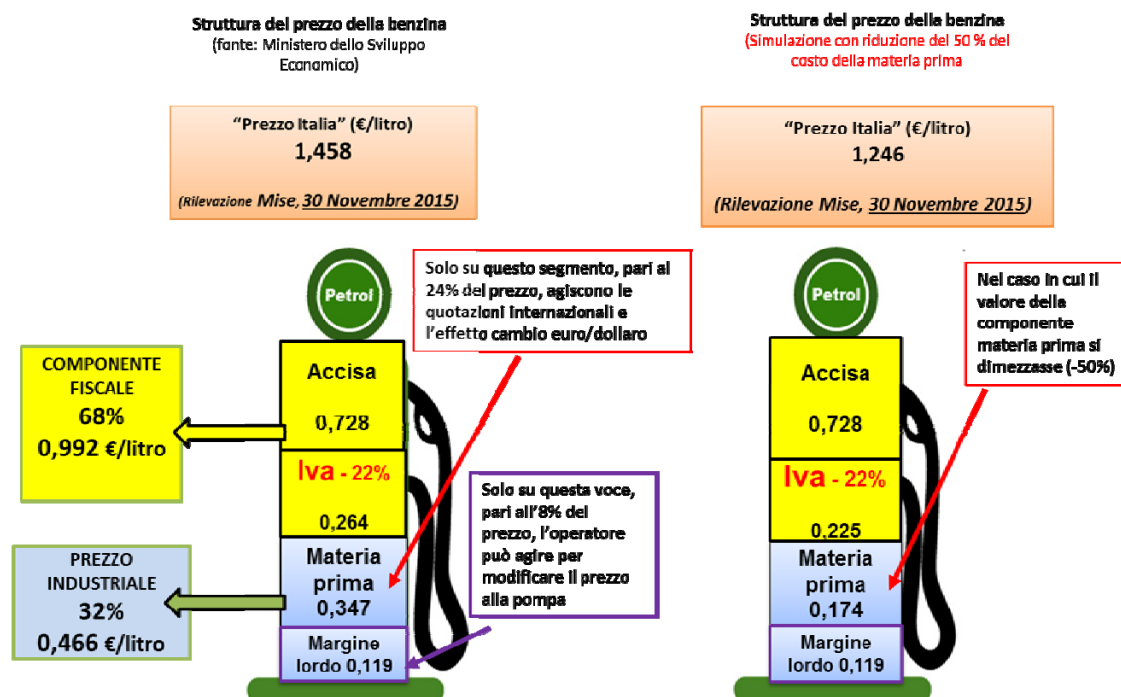 Struttura del prezzo della benzina
(fonte: Ministero dello Sviluppo
Economico)
"Prezzo Italia" (€/litro)
1,458
(Rilevazione Mise, 30 Novembre 2015)
Petrol
Solo su questo segmento, pari al
24% del prezzo, agiscono le
quotazioni internazionali e
l'effetto cambio euro/dollaro
COMPONENTE
FISCALE
68%
0,992 €/litro
Accisa
0,728
Iva - 22%
0,264
Solo su questa voce,
pari all'8% del
prezzo, l'operatore
può agire per
modificare il prezzo
alla pompa
PREZZO
INDUSTRIALE
32%
0,466 €/litro
Materia
prima
0,347
Margine
lordo 0,119
Struttura del prezzo della benzina
(Simulazione con riduzione del 50 % del
costo della materia prima
"Prezzo Italia" (€/litro)
1,246
(Rilevazione Mise, 30 Novembre 2015)
Petrol
Nel caso in cui il
valore della
componente
materia prima si
dimezzasse (-50%)
Accisa
0,728
Iva - 22%
0,225
Materia
prima
0,174
Margine
lordo 0,119